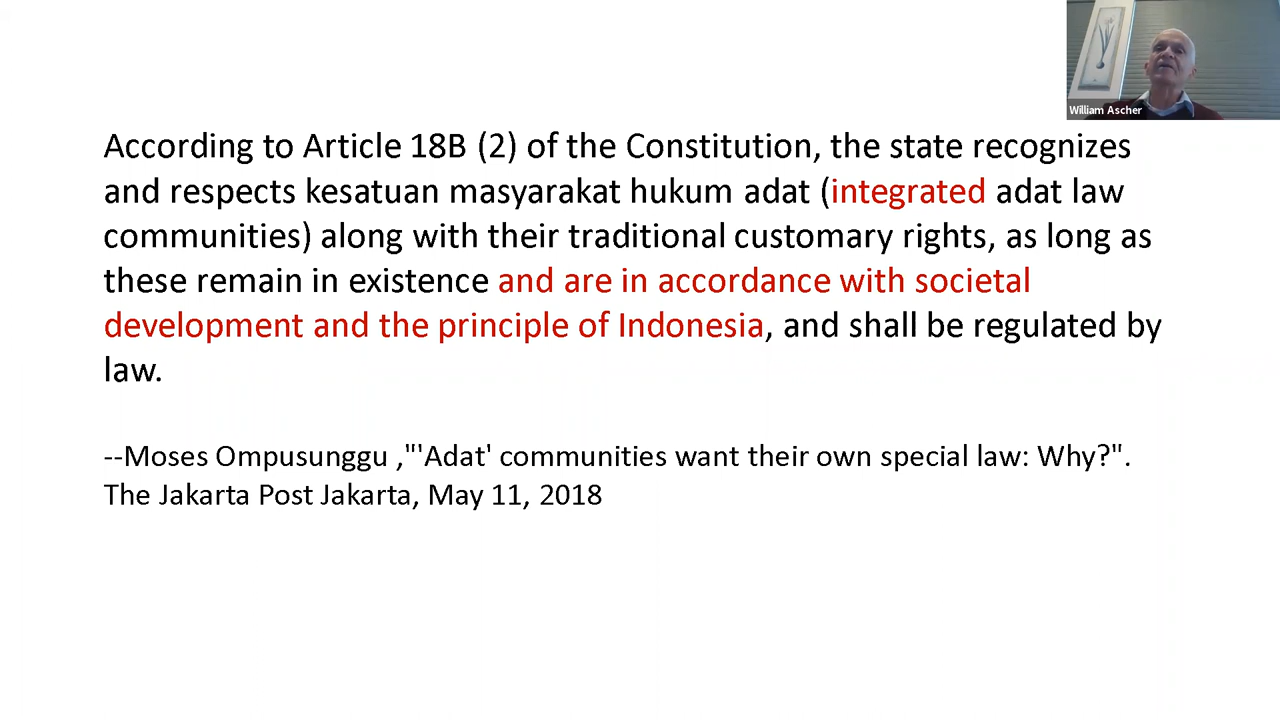 William Ascher
According to Article 18B (2) of the Constitution, the state recognizes
and respects kesatuan masyarakat hukum adat (integrated adat law
communities) along with their traditional customary rights, as long as
these remain in existence and are in accordance with societal
development and the principle of Indonesia, and shall be regulated by
law.
--Moses Ompusunggu ,"'Adat' communities want their own special law: Why?".
The Jakarta Post Jakarta, May 11, 2018